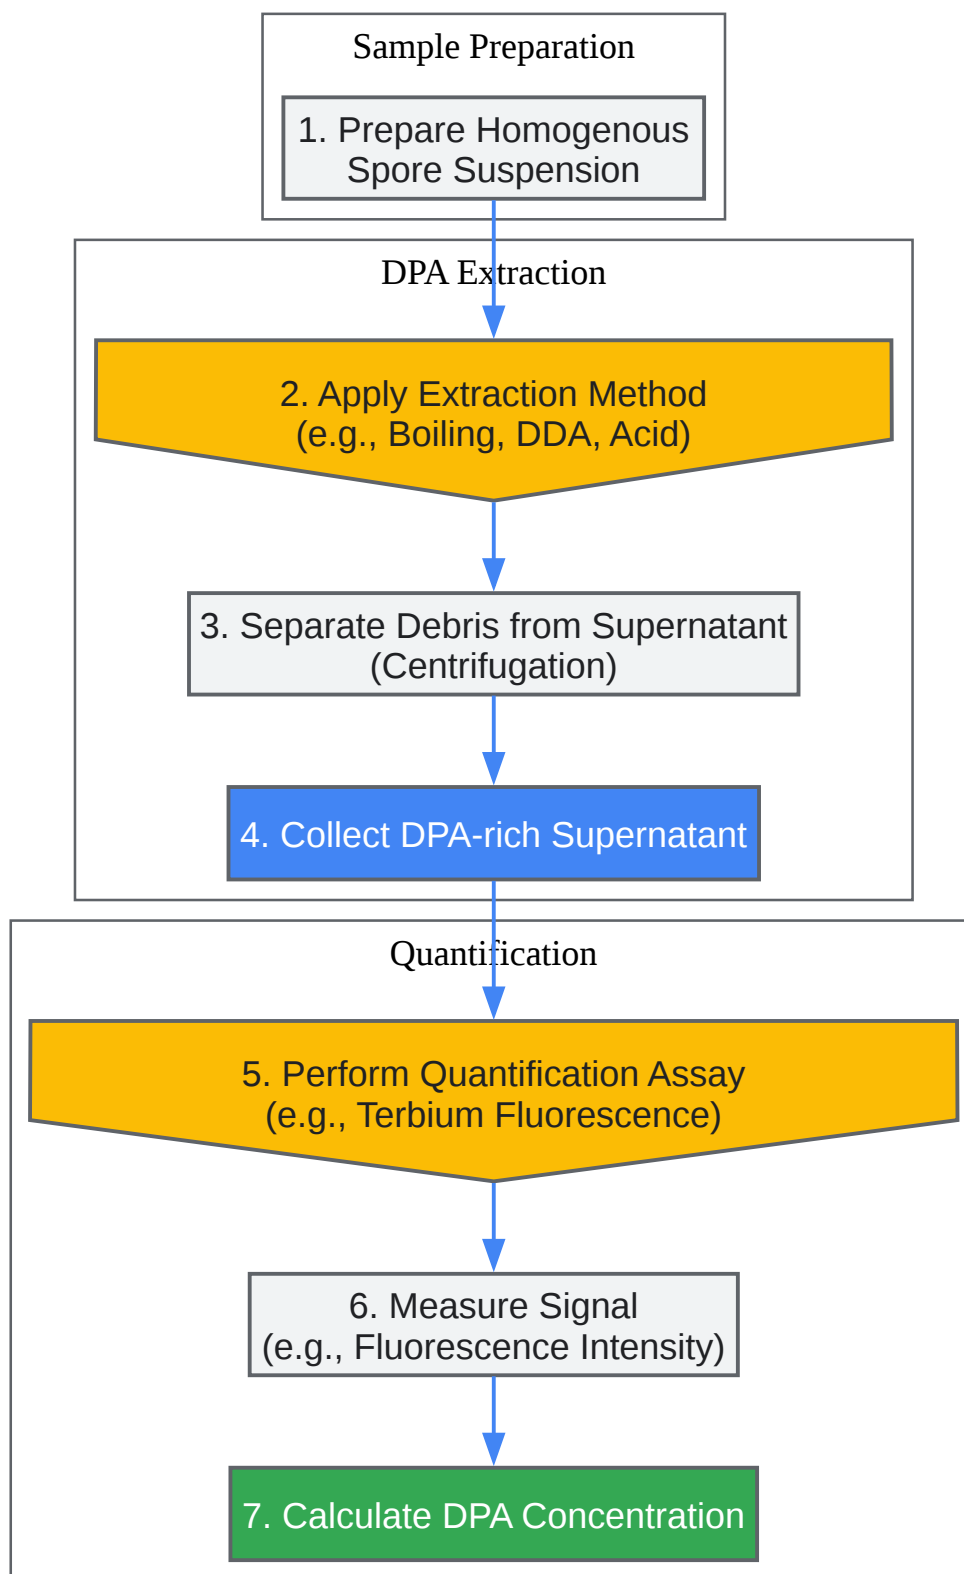 Sample Preparation
1. Prepare Homogenous
Spore Suspension
DPA Extraction
2. Apply Extraction Method
(e.g., Boiling, DDA, Acid)
3. Separate Debris from Supernatant
(Centrifugation)
4. Collect DPA-rich Supernatant
Quantification
5. Perform Quantification Assay
(e.g., Terbium Fluorescence)
6. Measure Signal
(e.g., Fluorescence Intensity)
7. Calculate DPA Concentration